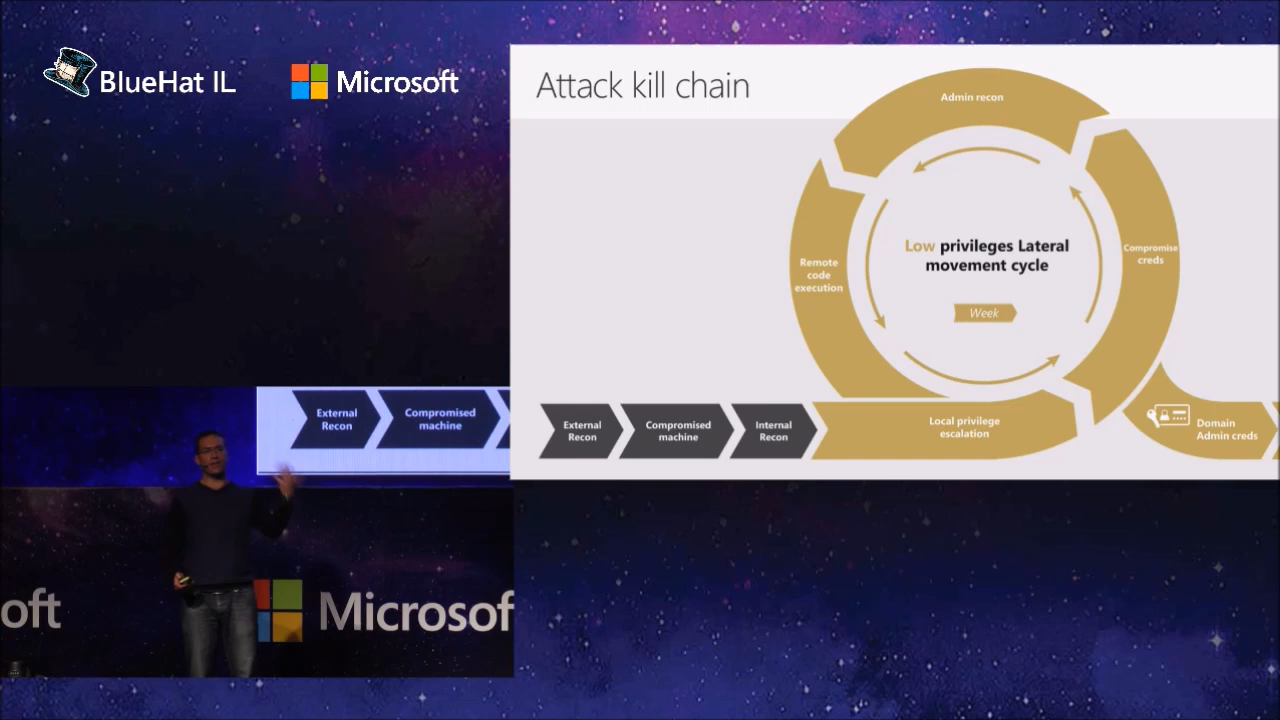 BlueHat IL
Microsoft
Attack kill chain
Admin recon
Low privileges Lateral
movement cycle
Week
Remote
code
execution
Compromise
creds
External
Recon
Compromised
machine
Internal
Recon
Local privilege
escalation
Domain
Admin creds
External
Recon
Compromised
machine
oft
Microsof